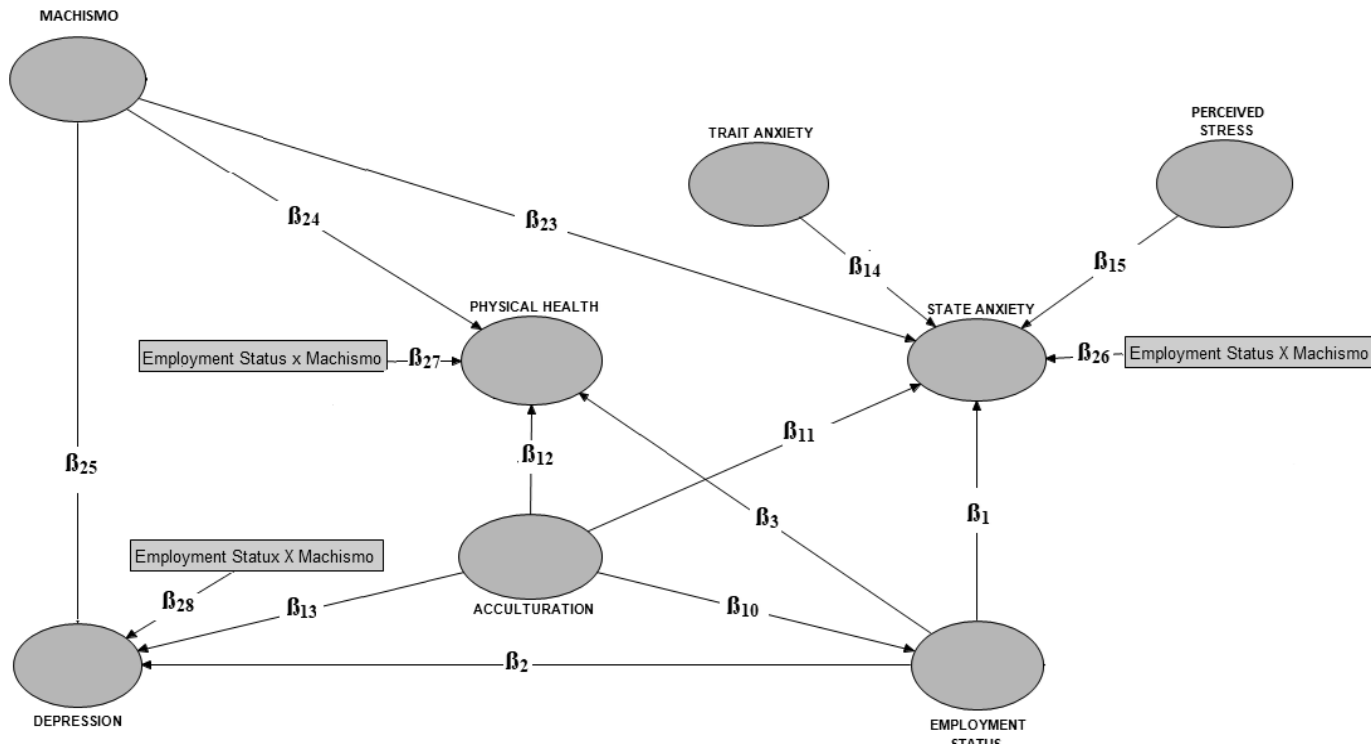 MACHISMO
TRAIT ANXIETY
PERCEIVED
STRESS
ß24
ß23
ß14
ß15
PHYSICAL HEALTH
STATE ANXIETY
Employment Status x Machismo
ß27
ß26
Employment Status X Machismo
ß25
ß12
ß11
ß3
ß1
Employment Statux X Machismo
ß28
ß13
ACCULTURATION
ß10
ß2
DEPRESSION
EMPLOYMENT
STATUS